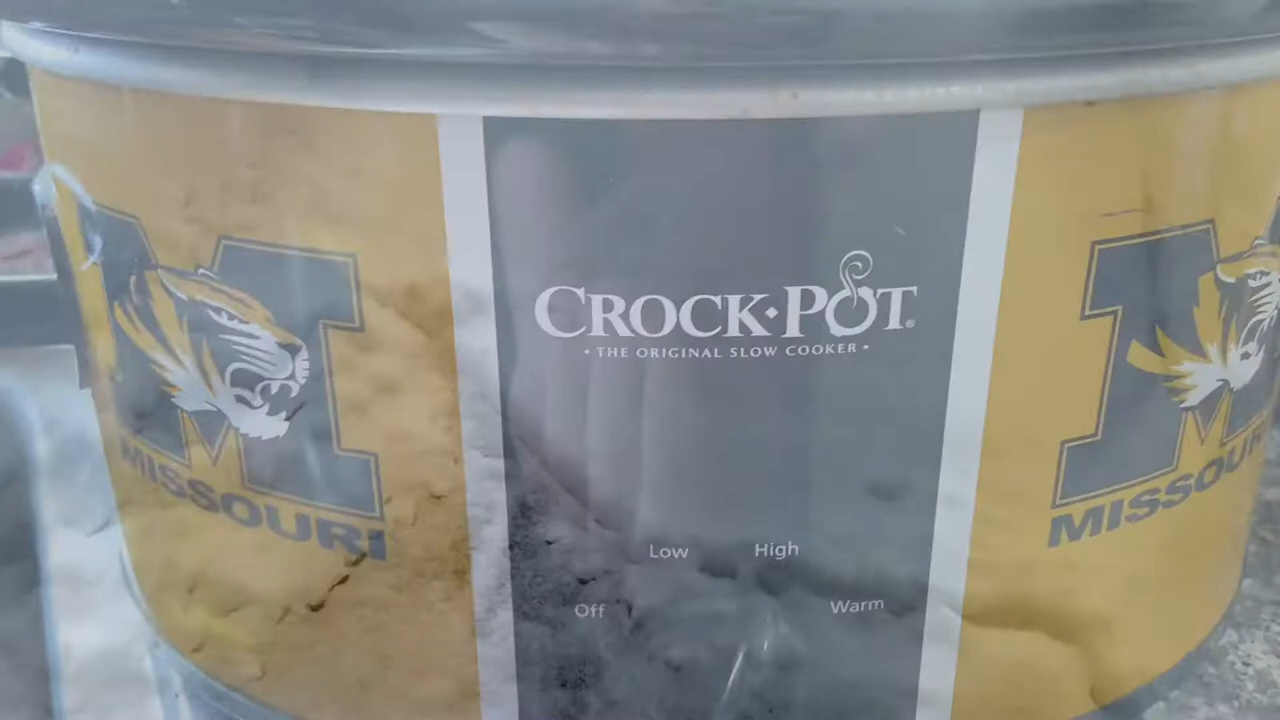 CROCK·POT®
• THE ORIGINAL SLOW COOKER •
M
MISSOURI
M
MISSOURI
Low High
Off Warm